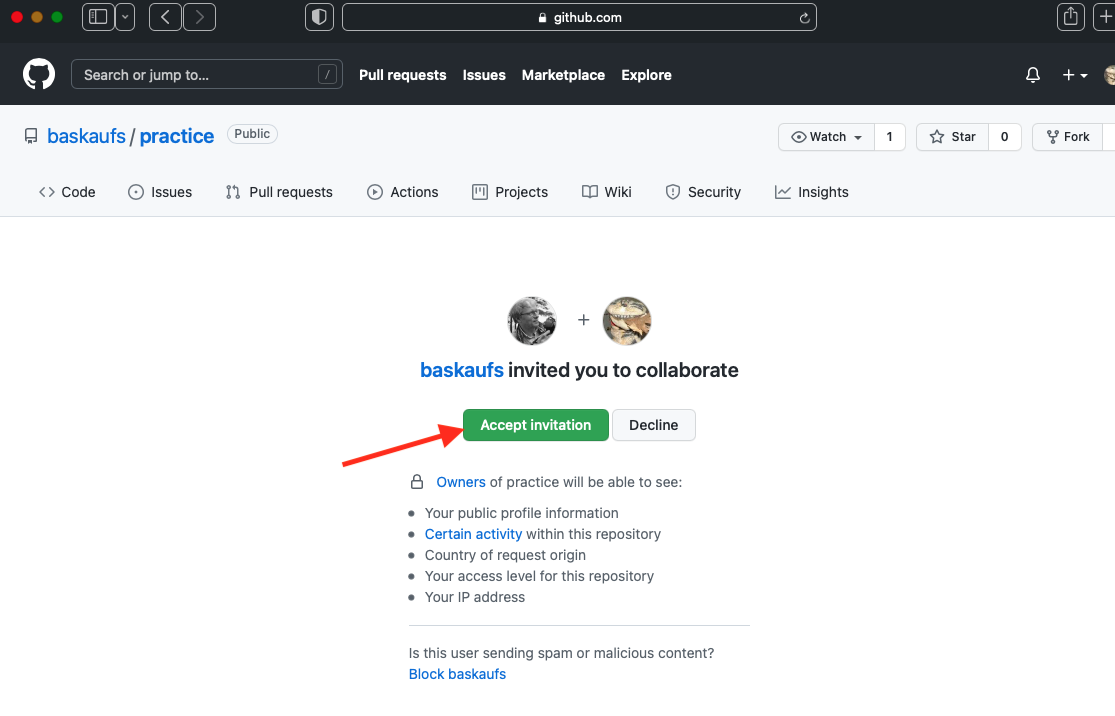 github.com
Search or jump to... / Pull requests Issues Marketplace Explore
baskaufs / practice Public Watch 1 Star 0 Fork
Code Issues Pull requests Actions Projects Wiki Security Insights
+
baskaufs invited you to collaborate
Accept invitation Decline
Owners of practice will be able to see:
Your public profile information
Certain activity within this repository
Country of request origin
Your access level for this repository
Your IP address
Is this user sending spam or malicious content?
Block baskaufs